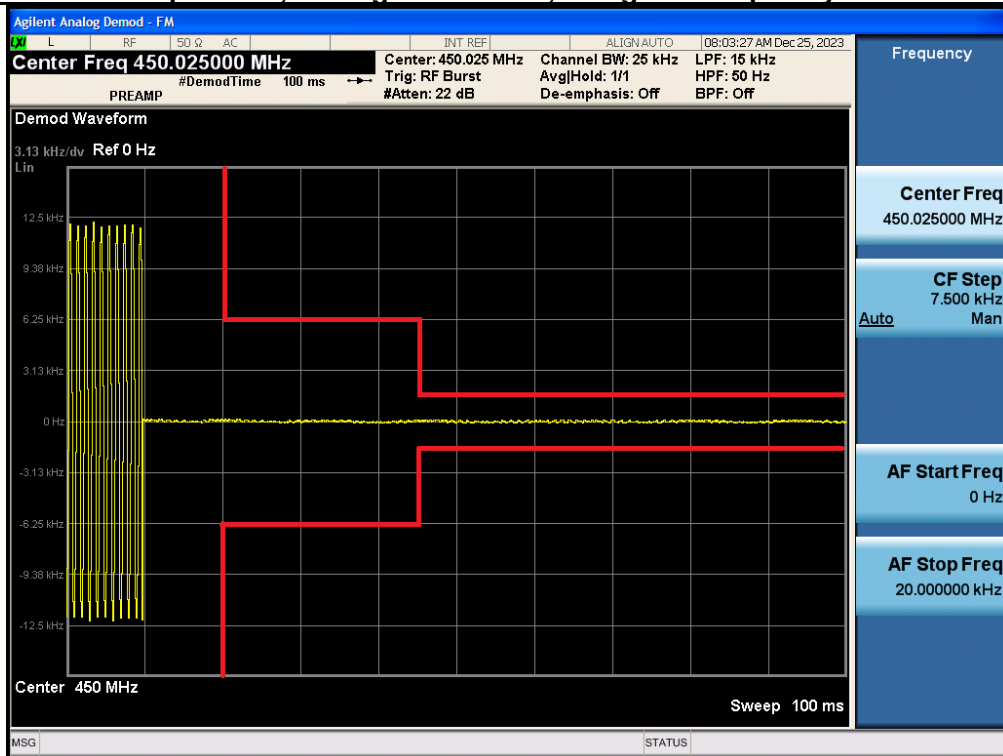 Agilent Analog Demod - FM
LXI L RF 50 Ω AC INT REF ALIGN AUTO 08:03:27 AM Dec 25, 2023
Center Freq 450.025000 MHz
#DemodTime 100 ms
PREAMP
Center: 450.025 MHz Channel BW: 25 kHz LPF: 15 kHz
Trig: RF Burst Avg|Hold: 1/1 HPF: 50 Hz
#Atten: 22 dB De-emphasis: Off BPF: Off
Demod Waveform
3.13 kHz/dv Ref 0 Hz
Lin
12.5 kHz
9.38 kHz
6.25 kHz
3.13 kHz
0 Hz
-3.13 kHz
-6.25 kHz
-9.38 kHz
-12.5 kHz
Center 450 MHz
Sweep 100 ms
Frequency
Center Freq
450.025000 MHz
CF Step
7.500 kHz
Auto Man
AF Start Freq
0 Hz
AF Stop Freq
20.000000 kHz
MSG STATUS